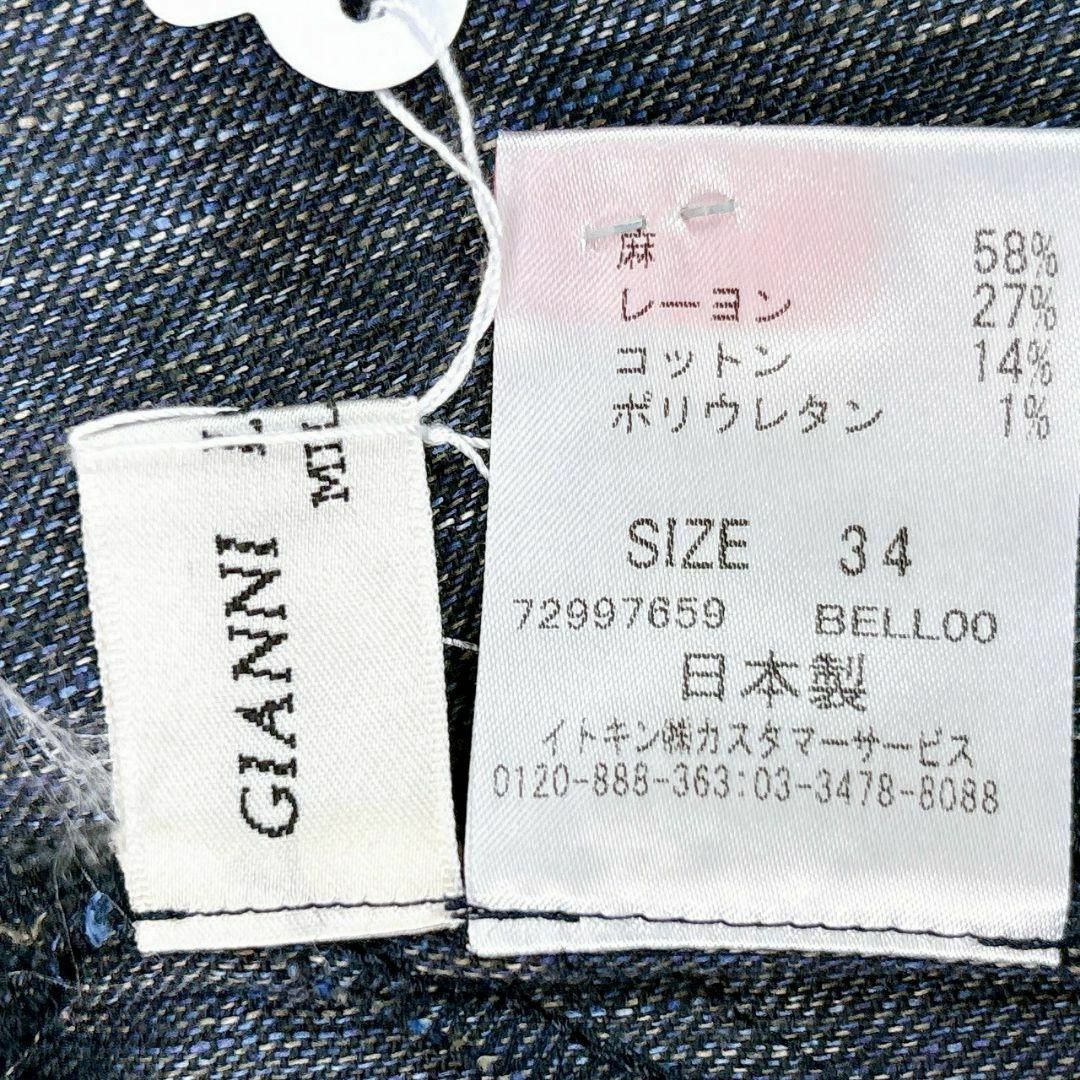 GIANNI
MIL
麻 58%
レーヨン 27%
コットン 14%
ポリウレタン 1%
SIZE 34
72997659 BELLOO
日本製
イトキン㈱カスタマーサービス
0120-888-363:03-3478-8088